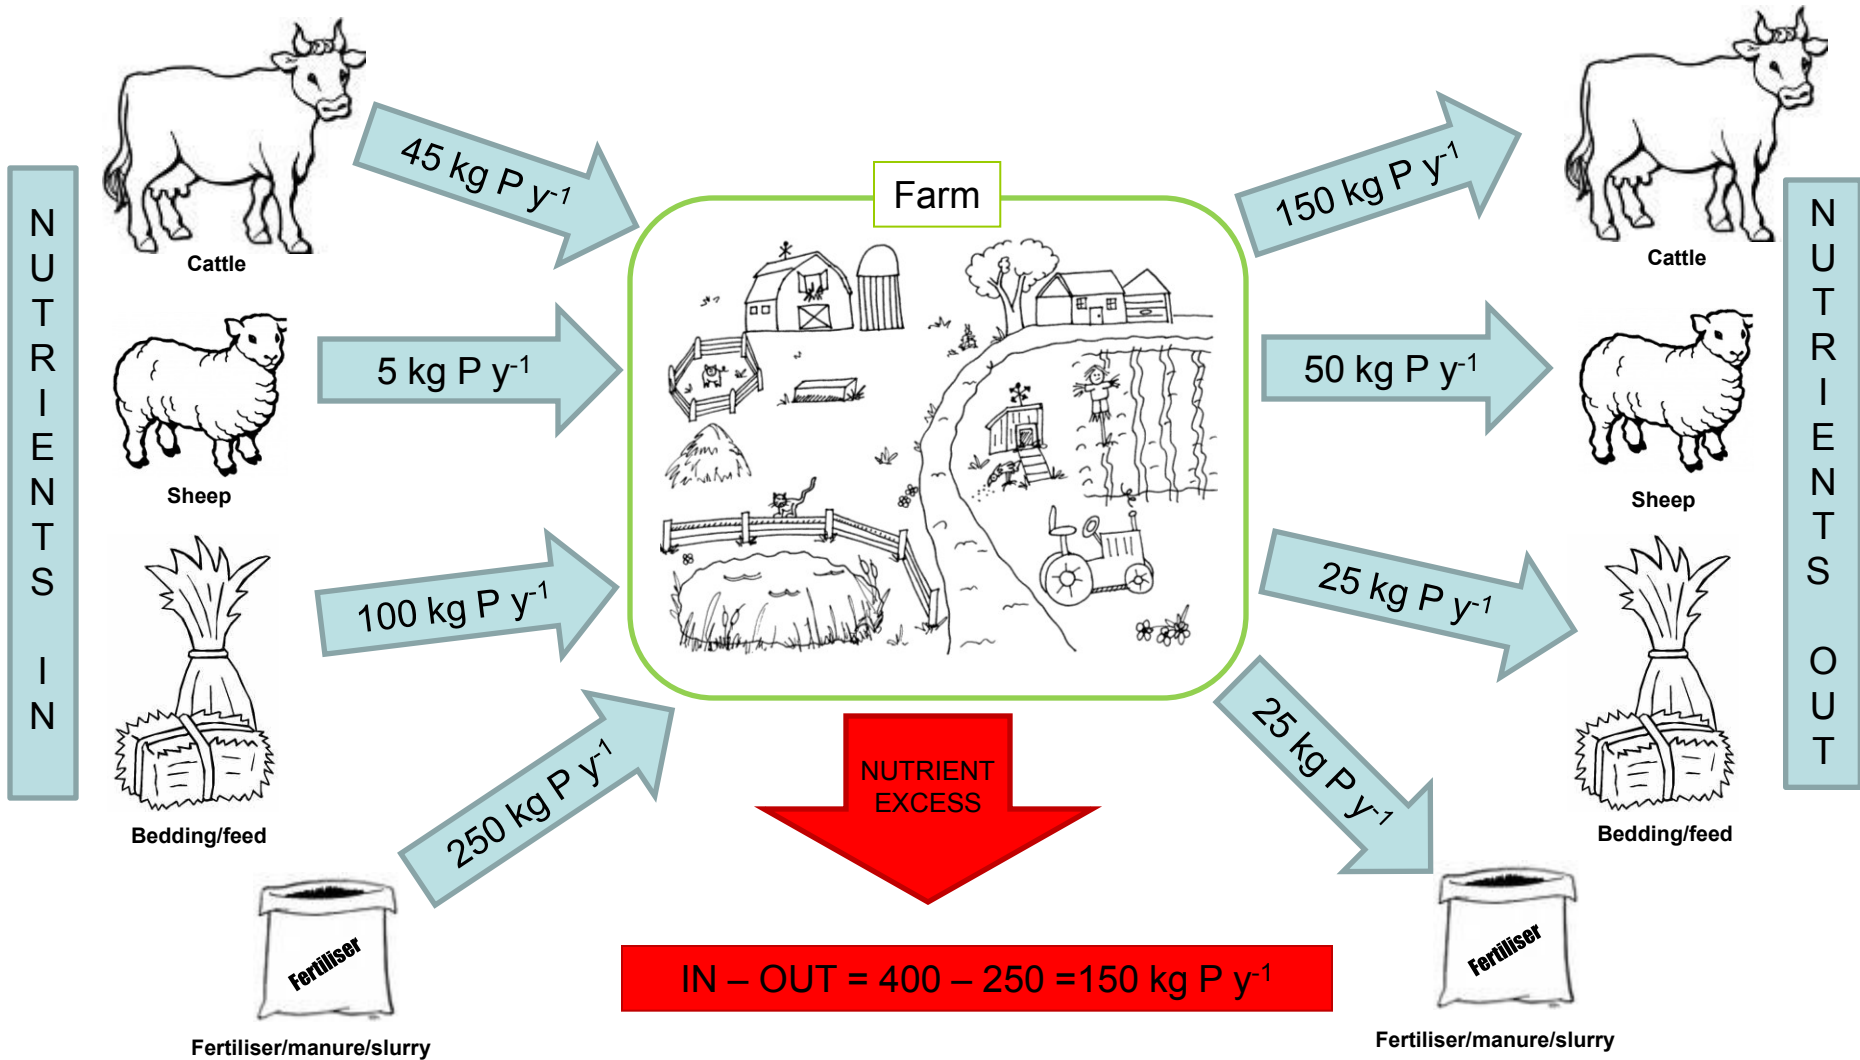 NUTRIENTS IN
45 kg P y-1
Cattle
5 kg P y-1
Sheep
100 kg P y-1
Bedding/feed
250 kg P y-1
Fertiliser
Fertiliser/manure/slurry
Farm
NUTRIENT
EXCESS
IN – OUT = 400 – 250 =150 kg P y-1
150 kg P y-1
Cattle
50 kg P y-1
Sheep
25 kg P y-1
Bedding/feed
25 kg P y-1
Fertiliser
Fertiliser/manure/slurry
NUTRIENTS OUT